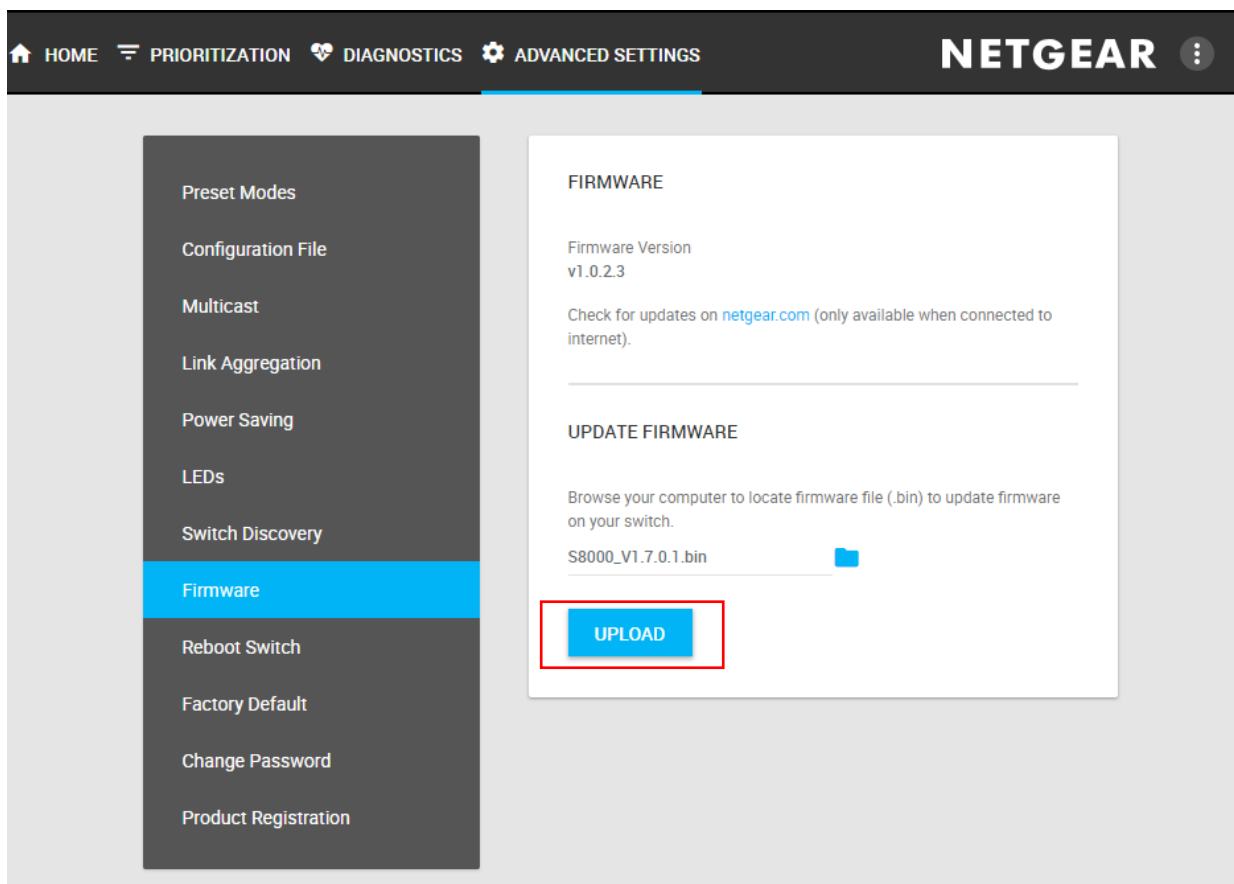 HOME PRIORITIZATION DIAGNOSTICS ADVANCED SETTINGS NETGEAR
Preset Modes
Configuration File
Multicast
Link Aggregation
Power Saving
LEDs
Switch Discovery
Firmware
Reboot Switch
Factory Default
Change Password
Product Registration
FIRMWARE
Firmware Version
v1.0.2.3
Check for updates on netgear.com (only available when connected to
internet).
UPDATE FIRMWARE
Browse your computer to locate firmware file (.bin) to update firmware
on your switch.
S8000_V1.7.0.1.bin
UPLOAD